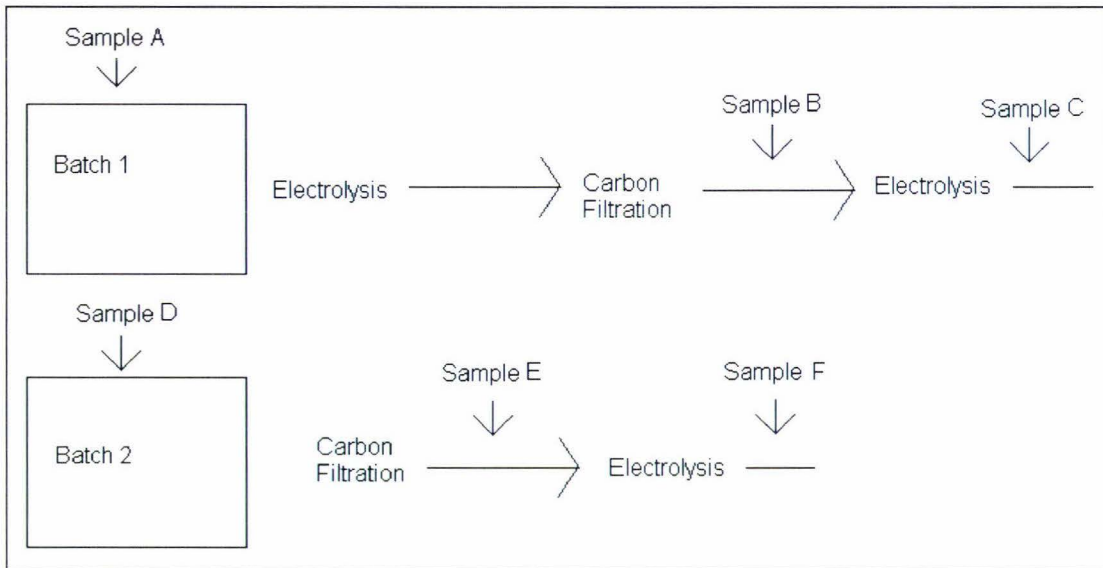 Sample A
Batch 1
Electrolysis
Carbon
Filtration
Sample B
Electrolysis
Sample C
Sample D
Batch 2
Carbon
Filtration
Sample E
Electrolysis
Sample F